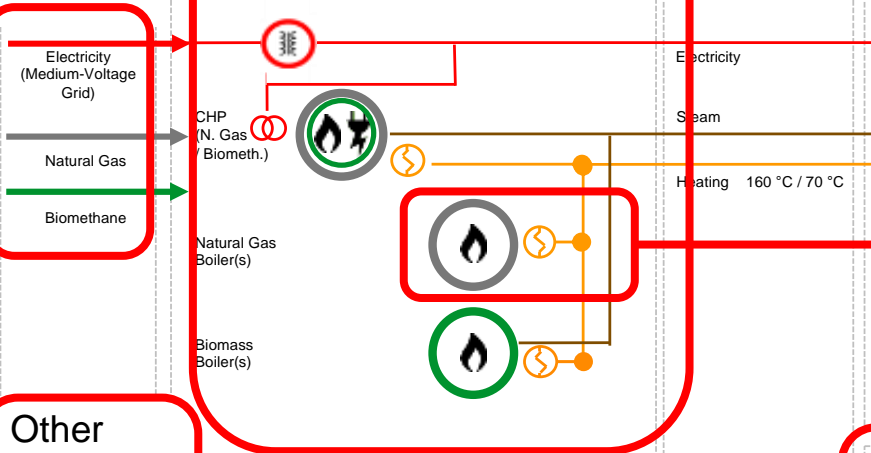 Electricity
(Medium-Voltage
Grid)
Natural Gas
Biomethane
CHP
(N. Gas
/ Biometh.)
Natural Gas
Boiler(s)
Biomass
Boiler(s)
Electricity
Steam
Heating 160 °C / 70 °C
Other